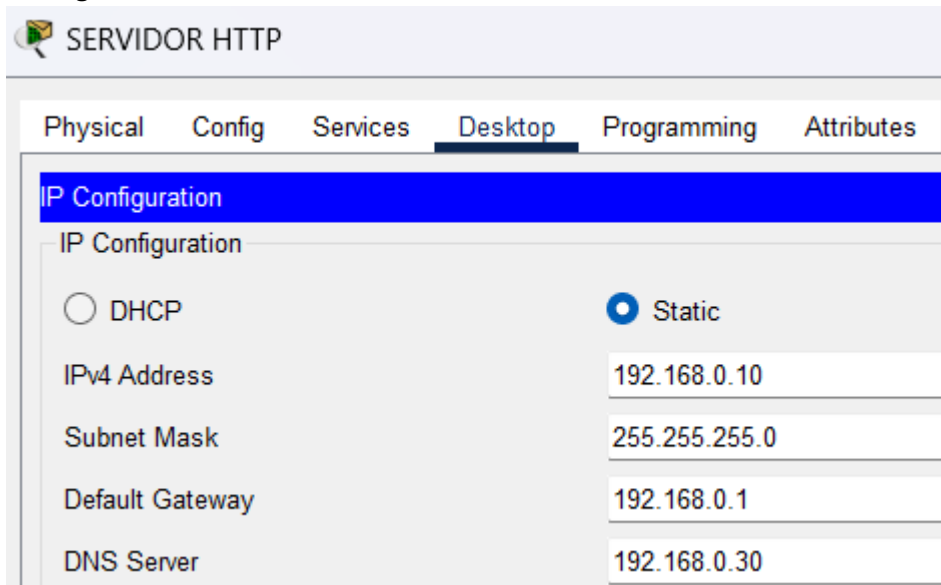 SERVIDOR HTTP
Physical Config Services Desktop Programming Attributes
IP Configuration
IP Configuration
DHCP Static
IPv4 Address 192.168.0.10
Subnet Mask 255.255.255.0
Default Gateway 192.168.0.1
DNS Server 192.168.0.30